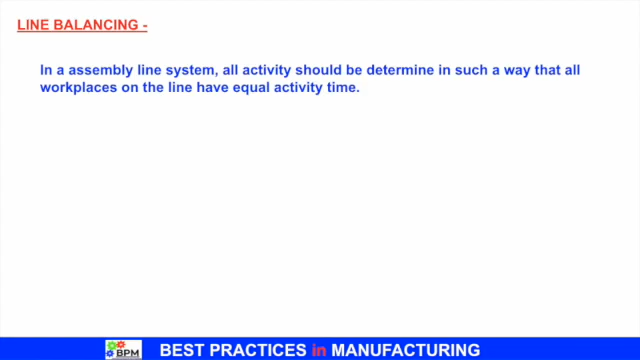 LINE BALANCING -
In a assembly line system, all activity should be determine in such a way that all
workplaces on the line have equal activity time.
BPM
BEST PRACTICES in MANUFACTURING